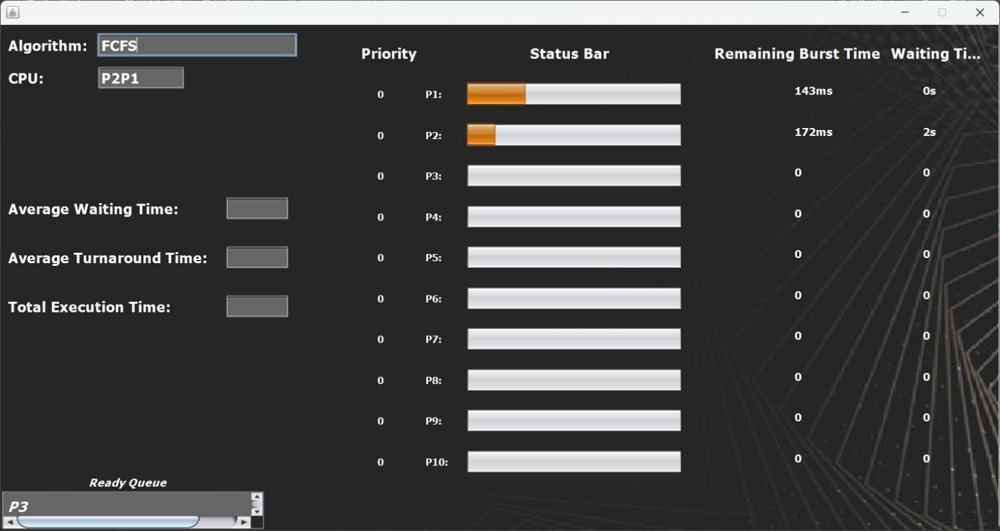 Algorithm: FCFS
CPU: P2P1
Priority Status Bar Remaining Burst Time Waiting Ti...
0 P1: 143ms 0s
0 P2: 172ms 2s
0 P3: 0 0
0 P4: 0 0
0 P5: 0 0
0 P6: 0 0
0 P7: 0 0
0 P8: 0 0
0 P9: 0 0
0 P10: 0 0
Average Waiting Time:
Average Turnaround Time:
Total Execution Time:
Ready Queue
P3